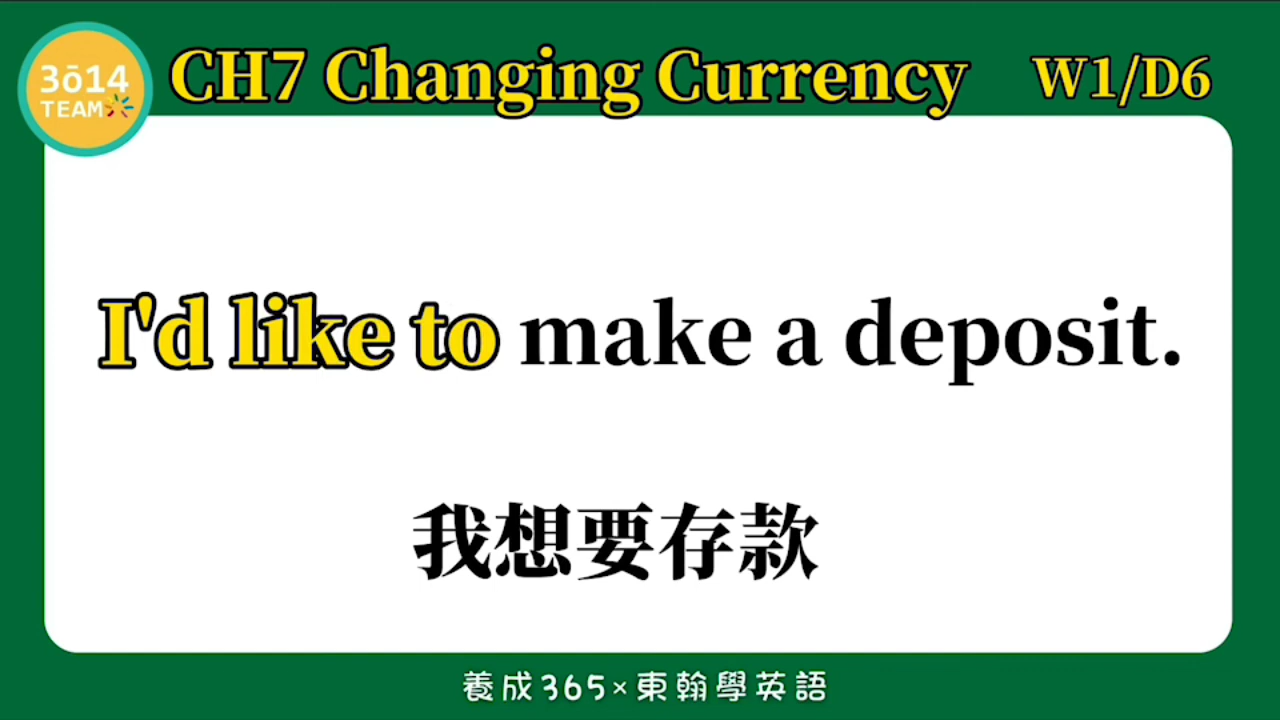 3ō14
TEAM
CH7 Changing Currency
W1/D6
I'd like to make a deposit.
我想要存款
養成365×東翰學英語